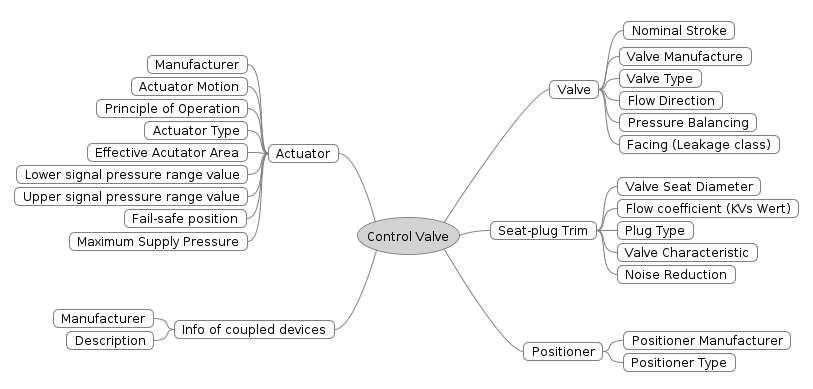 Control Valve
Actuator
Manufacturer
Actuator Motion
Principle of Operation
Actuator Type
Effective Acutator Area
Lower signal pressure range value
Upper signal pressure range value
Fail-safe position
Maximum Supply Pressure
Info of coupled devices
Manufacturer
Description
Valve
Nominal Stroke
Valve Manufacture
Valve Type
Flow Direction
Pressure Balancing
Facing (Leakage class)
Seat-plug Trim
Valve Seat Diameter
Flow coefficient (KVs Wert)
Plug Type
Valve Characteristic
Noise Reduction
Positioner
Positioner Manufacturer
Positioner Type